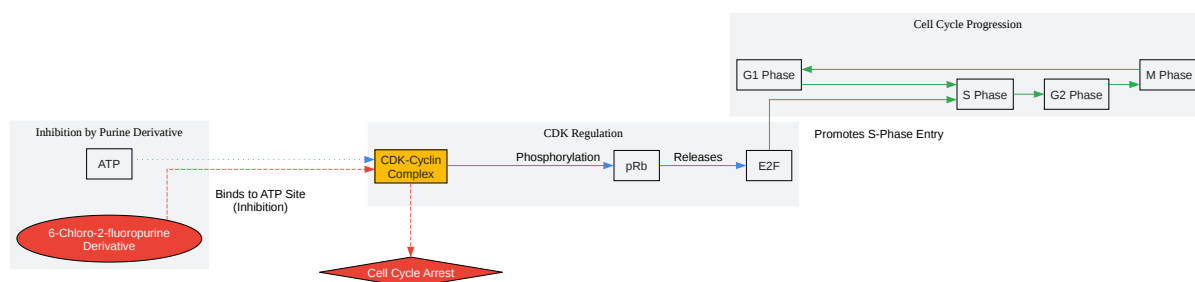 Cell Cycle Progression
G1 Phase
M Phase
S Phase
G2 Phase
Inhibition by Purine Derivative
CDK Regulation
Promotes S-Phase Entry
ATP
CDK-Cyclin
Complex
Phosphorylation
pRb
Releases
E2F
Binds to ATP Site
(Inhibition)
6-Chloro-2-fluoropurine
Derivative
Cell Cycle Arrest